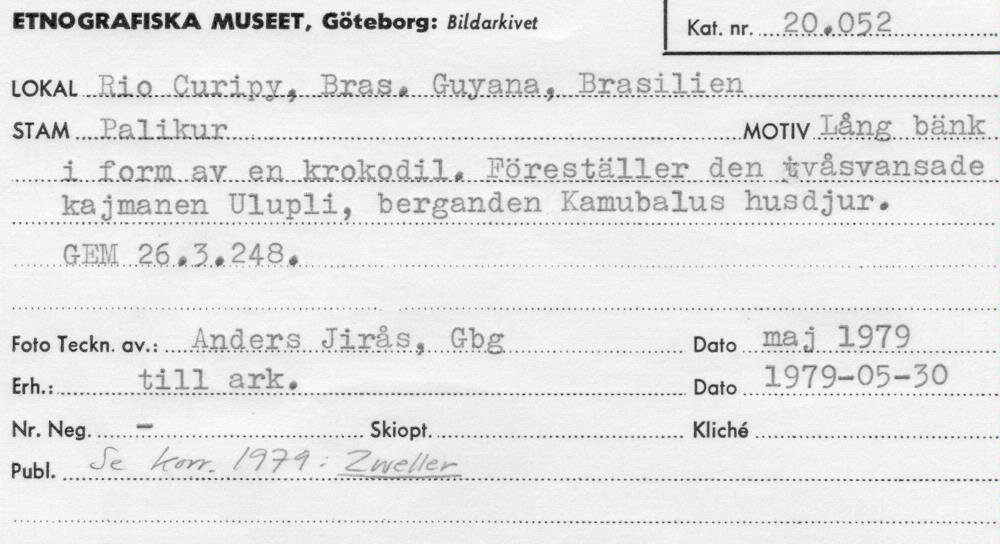 ETNOGRAFISKA MUSEET, Göteborg: Bildarkivet
Kat. nr. 20.052
LOKAL Rio Curipy, Bras. Guyana, Brasilien
STAM Palikur MOTIV Lång bänk
i form av en krokodil. Föreställer den tvåsvansade
kajmanen Ulupli, berganden Kamubalus husdjur.
GEM 26.3.248.
Foto Teckn. av.: Anders Jirås, Gbg Dato maj 1979
Erh.: till ark. Dato 1979-05-30
Nr. Neg. - Skiopt. Kliché
Publ. Se korr. 1979: Zweller